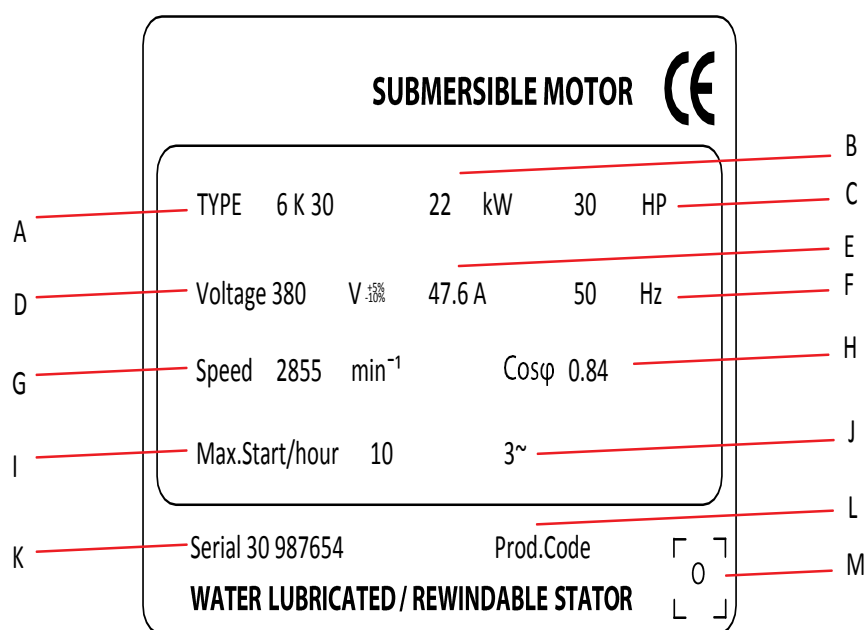 SUBMERSIBLE MOTOR CE
B
A TYPE 6 K 30 22 kW 30 HP C
E
D Voltage 380 V +5% -10% 47.6 A 50 Hz F
G Speed 2855 min⁻¹ Cosφ 0.84 H
I Max.Start/hour 10 3~ J
L
K Serial 30 987654 Prod.Code
O M
WATER LUBRICATED / REWINDABLE STATOR